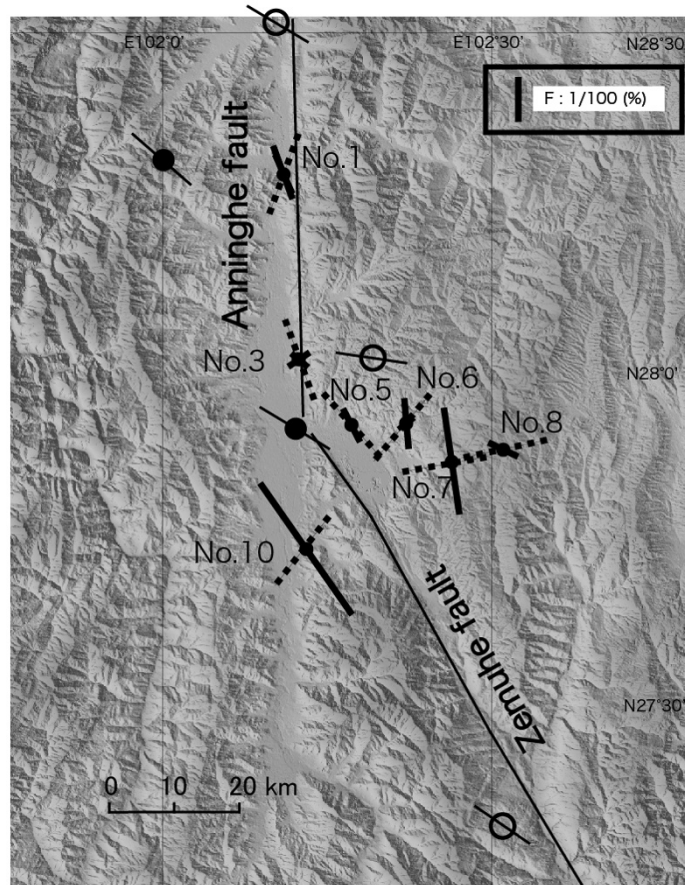 E102°0'
E102°30'
N28°30'
F : 1/100 (%)
Anninghe fault
No.1
No.3
No.5
No.6
N28°0'
No.8
No.7
No.10
Zemuhe fault
N27°30'
0 10 20 km